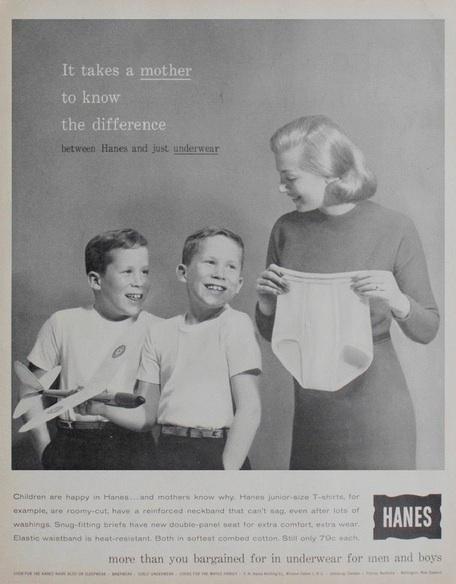 It takes a mother
to know
the difference
between Hanes and just underwear
Children are happy in Hanes...and mothers know why. Hanes junior-size T-shirts, for
example, are roomy-cut, have a reinforced neckband that can't sag, even after lots of
washings. Snug-fitting briefs have new double-panel seat for extra comfort, extra wear.
Elastic waistband is heat-resistant. Both in softest combed cotton. Still only 79c each.
HANES
more than you bargained for in underwear for men and boys